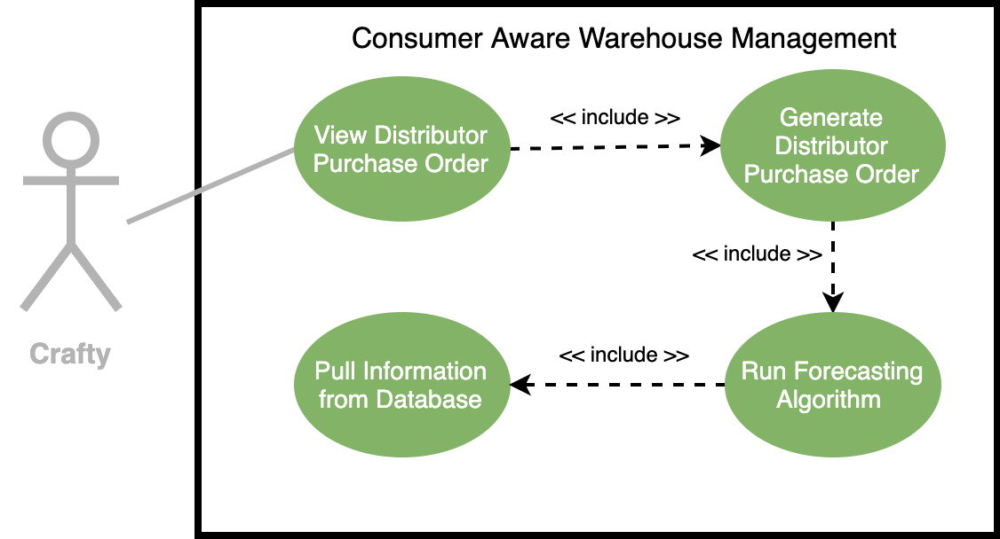 Consumer Aware Warehouse Management
View Distributor
Purchase Order
<< include >>
Generate
Distributor
Purchase Order
<< include >>
Crafty
Pull Information
from Database
<< include >>
Run Forecasting
Algorithm